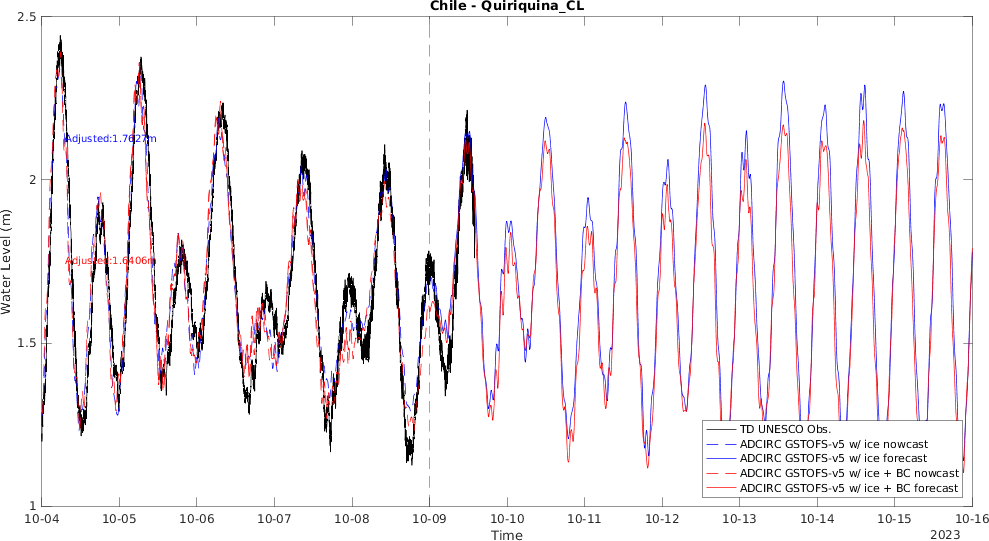 Chile - Quiriquina_CL
2.5
2
1.5
1
Water Level (m)
Adjusted:1.7627m
Adjusted:1.6406m
TD UNESCO Obs.
ADCIRC GSTOFS-v5 w/ ice nowcast
ADCIRC GSTOFS-v5 w/ ice forecast
ADCIRC GSTOFS-v5 w/ ice + BC nowcast
ADCIRC GSTOFS-v5 w/ ice + BC forecast
10-04 10-05 10-06 10-07 10-08 10-09 10-10 10-11 10-12 10-13 10-14 10-15 10-16
Time
2023